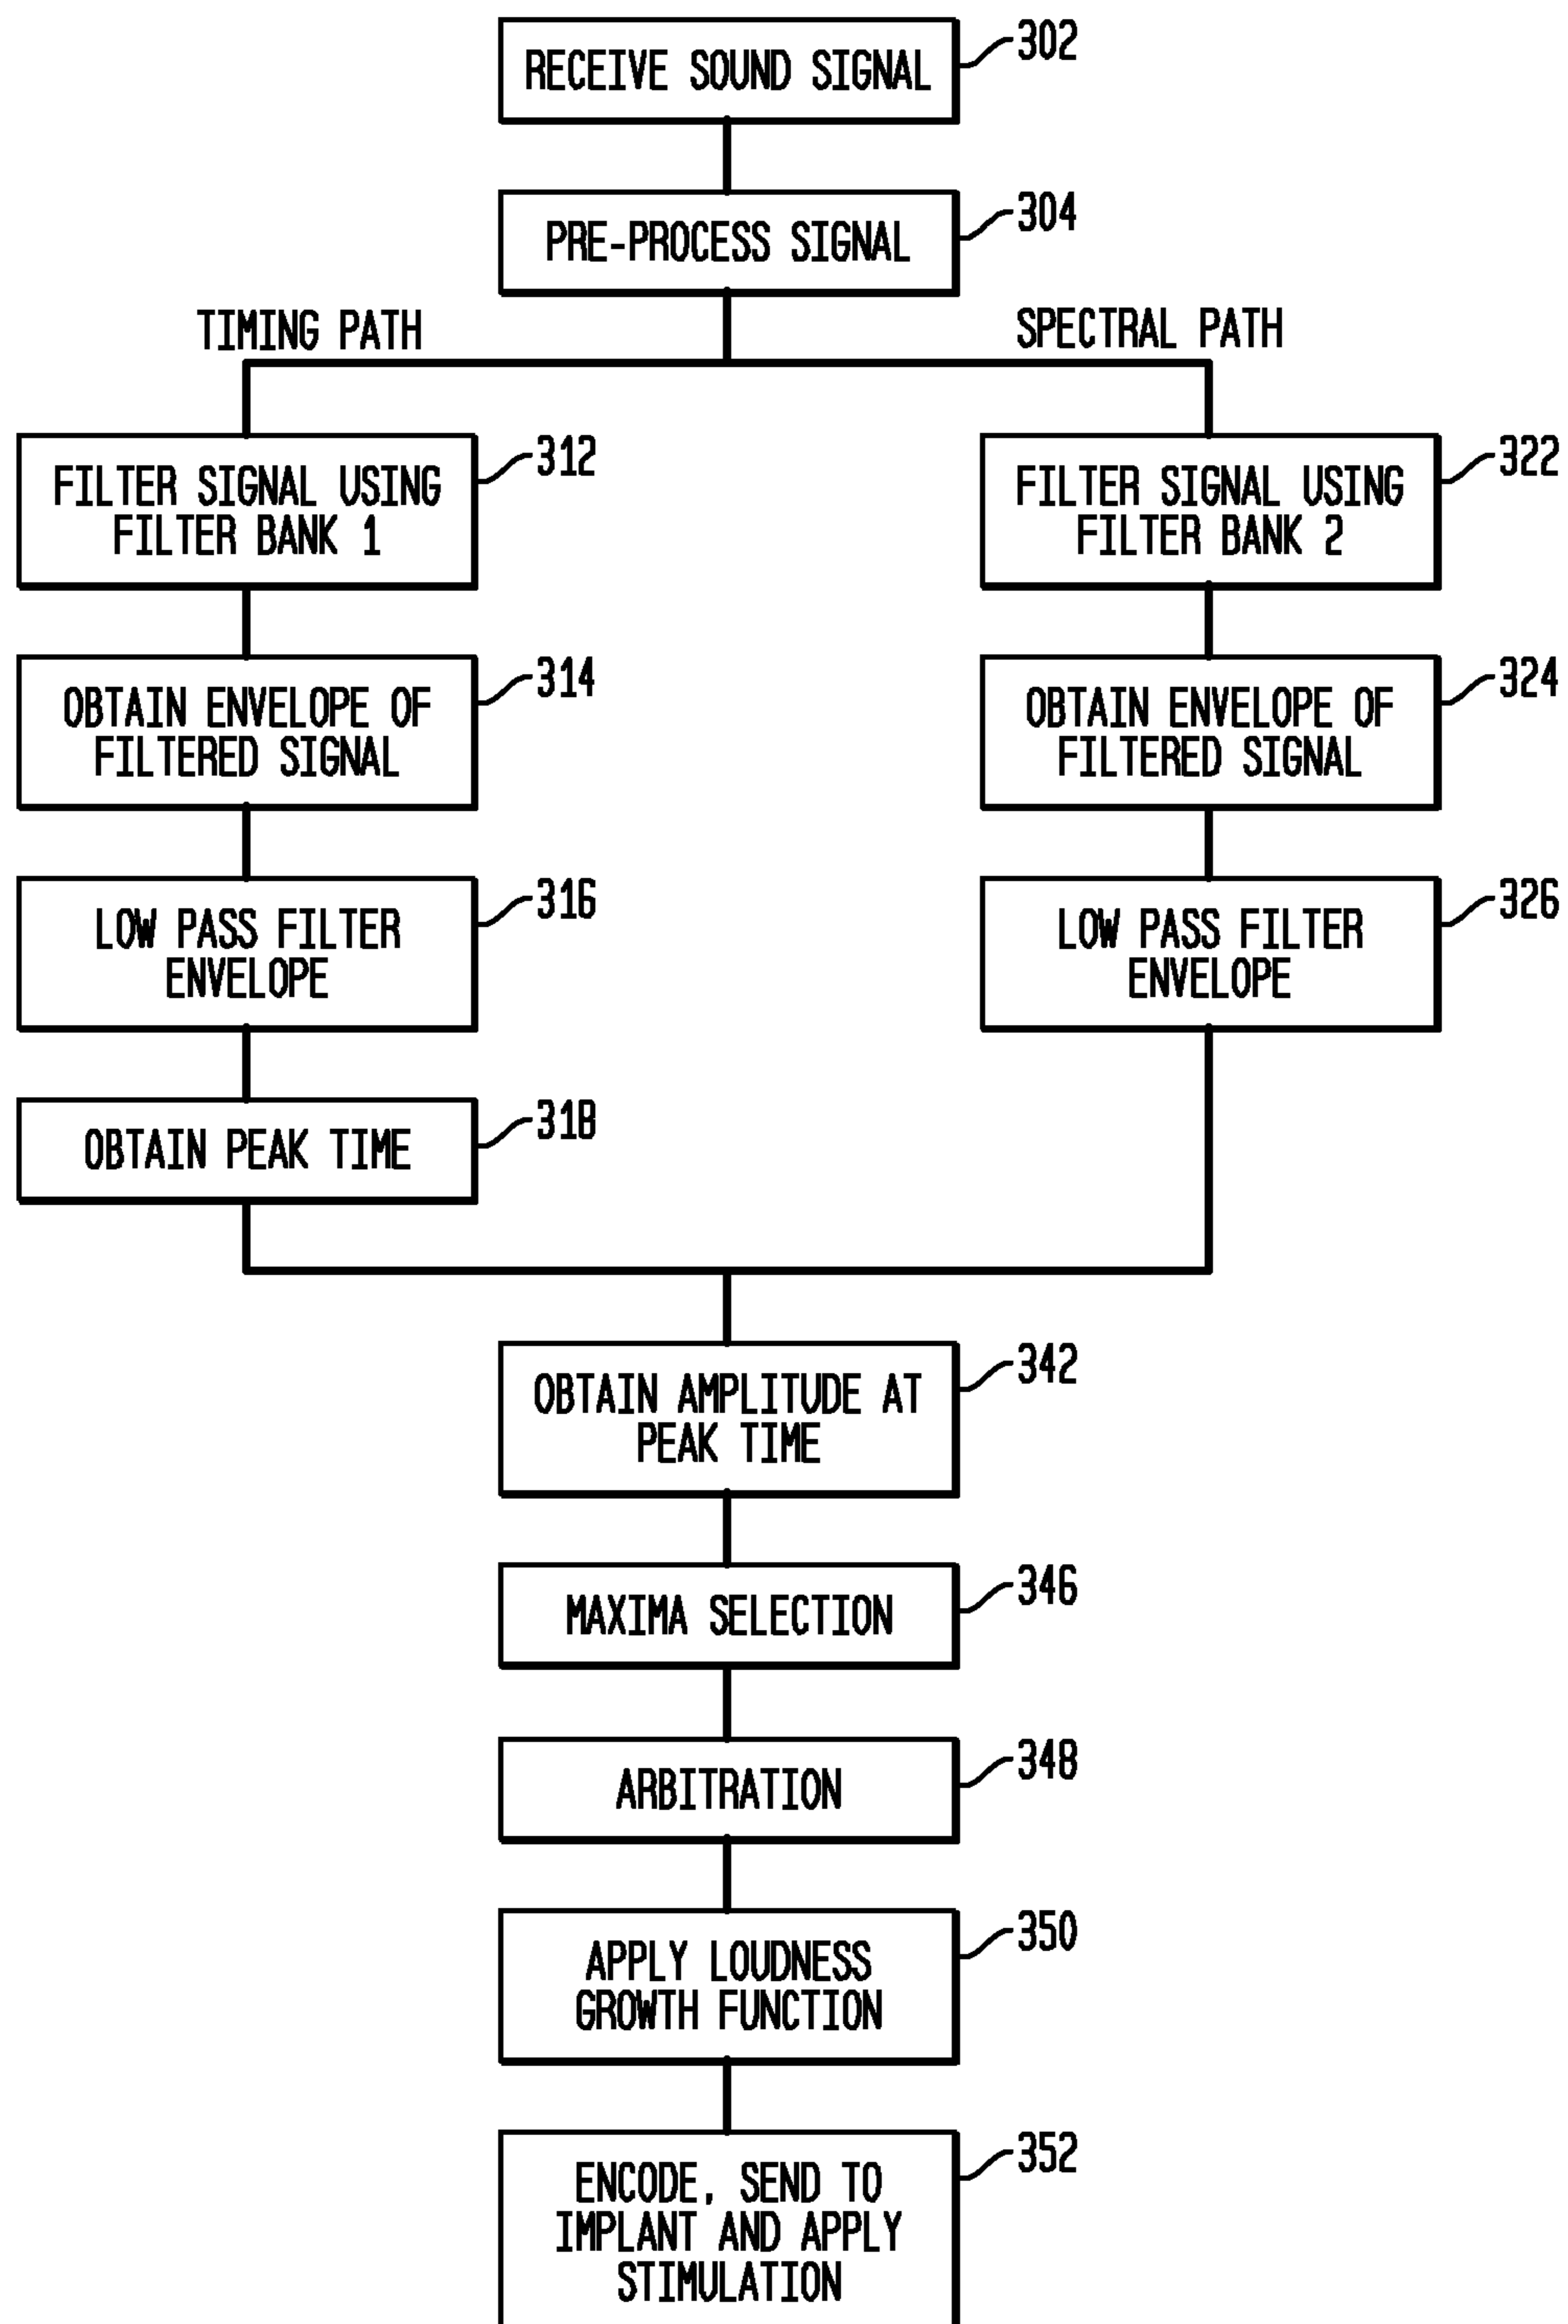 RECEIVE SOUND SIGNAL
302
PRE-PROCESS SIGNAL
304
TIMING PATH
SPECTRAL PATH
FILTER SIGNAL USING
FILTER BANK 1
312
FILTER SIGNAL USING
FILTER BANK 2
322
OBTAIN ENVELOPE OF
FILTERED SIGNAL
314
OBTAIN ENVELOPE OF
FILTERED SIGNAL
324
LOW PASS FILTER
ENVELOPE
316
LOW PASS FILTER
ENVELOPE
326
OBTAIN PEAK TIME
318
OBTAIN AMPLITUDE AT
PEAK TIME
342
MAXIMA SELECTION
346
ARBITRATION
348
APPLY LOUDNESS
GROWTH FUNCTION
350
ENCODE, SEND TO
IMPLANT AND APPLY
STIMULATION
352